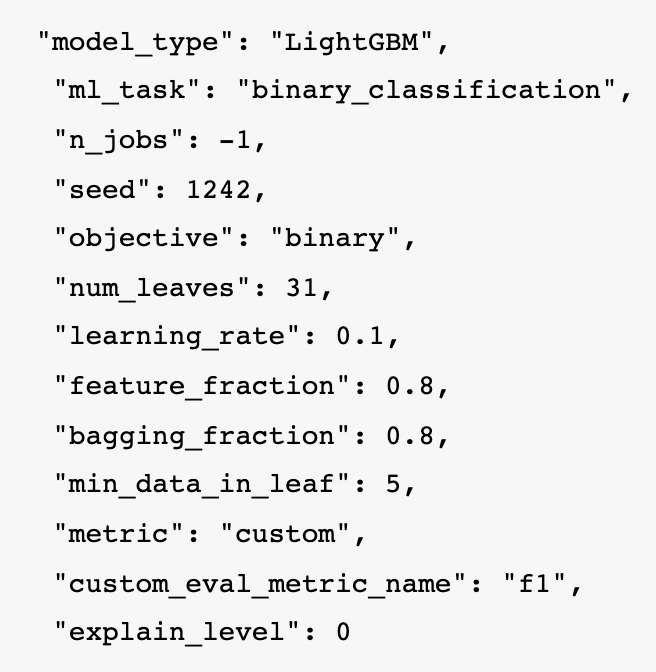 "model_type": "LightGBM",
"ml_task": "binary_classification",
"n_jobs": -1,
"seed": 1242,
"objective": "binary",
"num_leaves": 31,
"learning_rate": 0.1,
"feature_fraction": 0.8,
"bagging_fraction": 0.8,
"min_data_in_leaf": 5,
"metric": "custom",
"custom_eval_metric_name": "f1",
"explain_level": 0